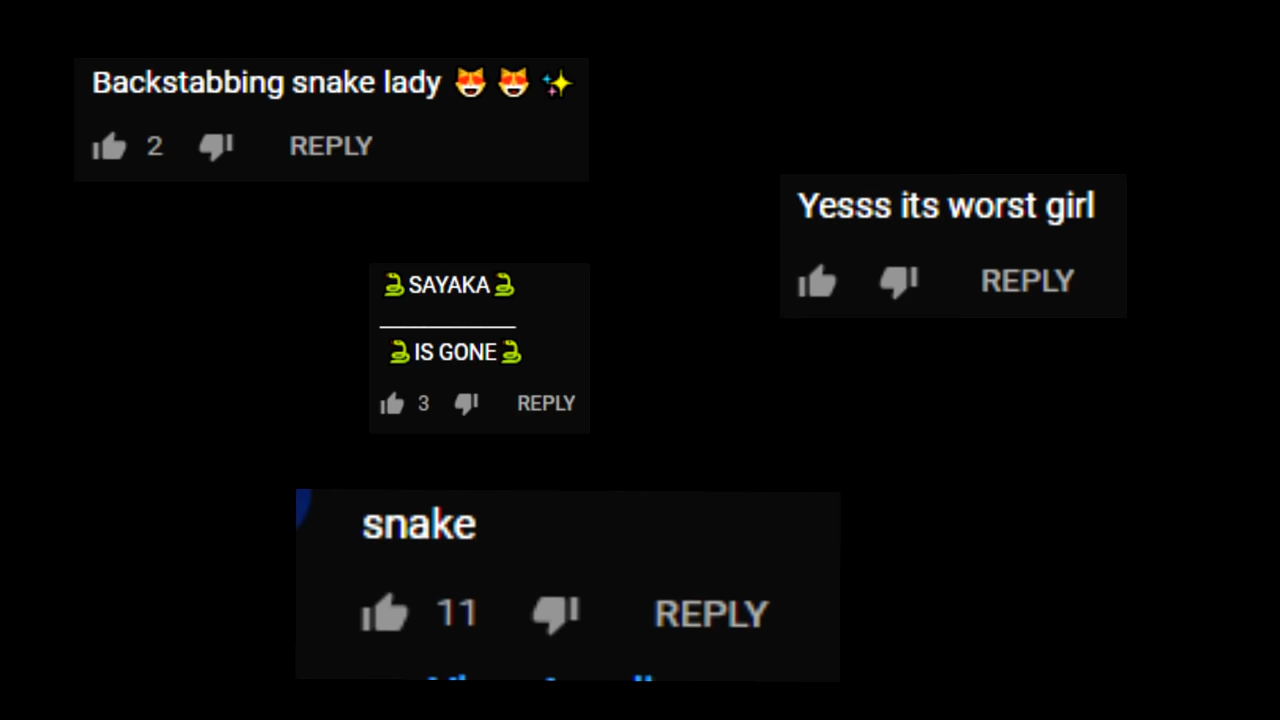 Backstabbing snake lady 😻 😻 ✨
2 REPLY
Yesss its worst girl
REPLY
🐍SAYAKA🐍
🐍IS GONE🐍
3 REPLY
snake
11 REPLY